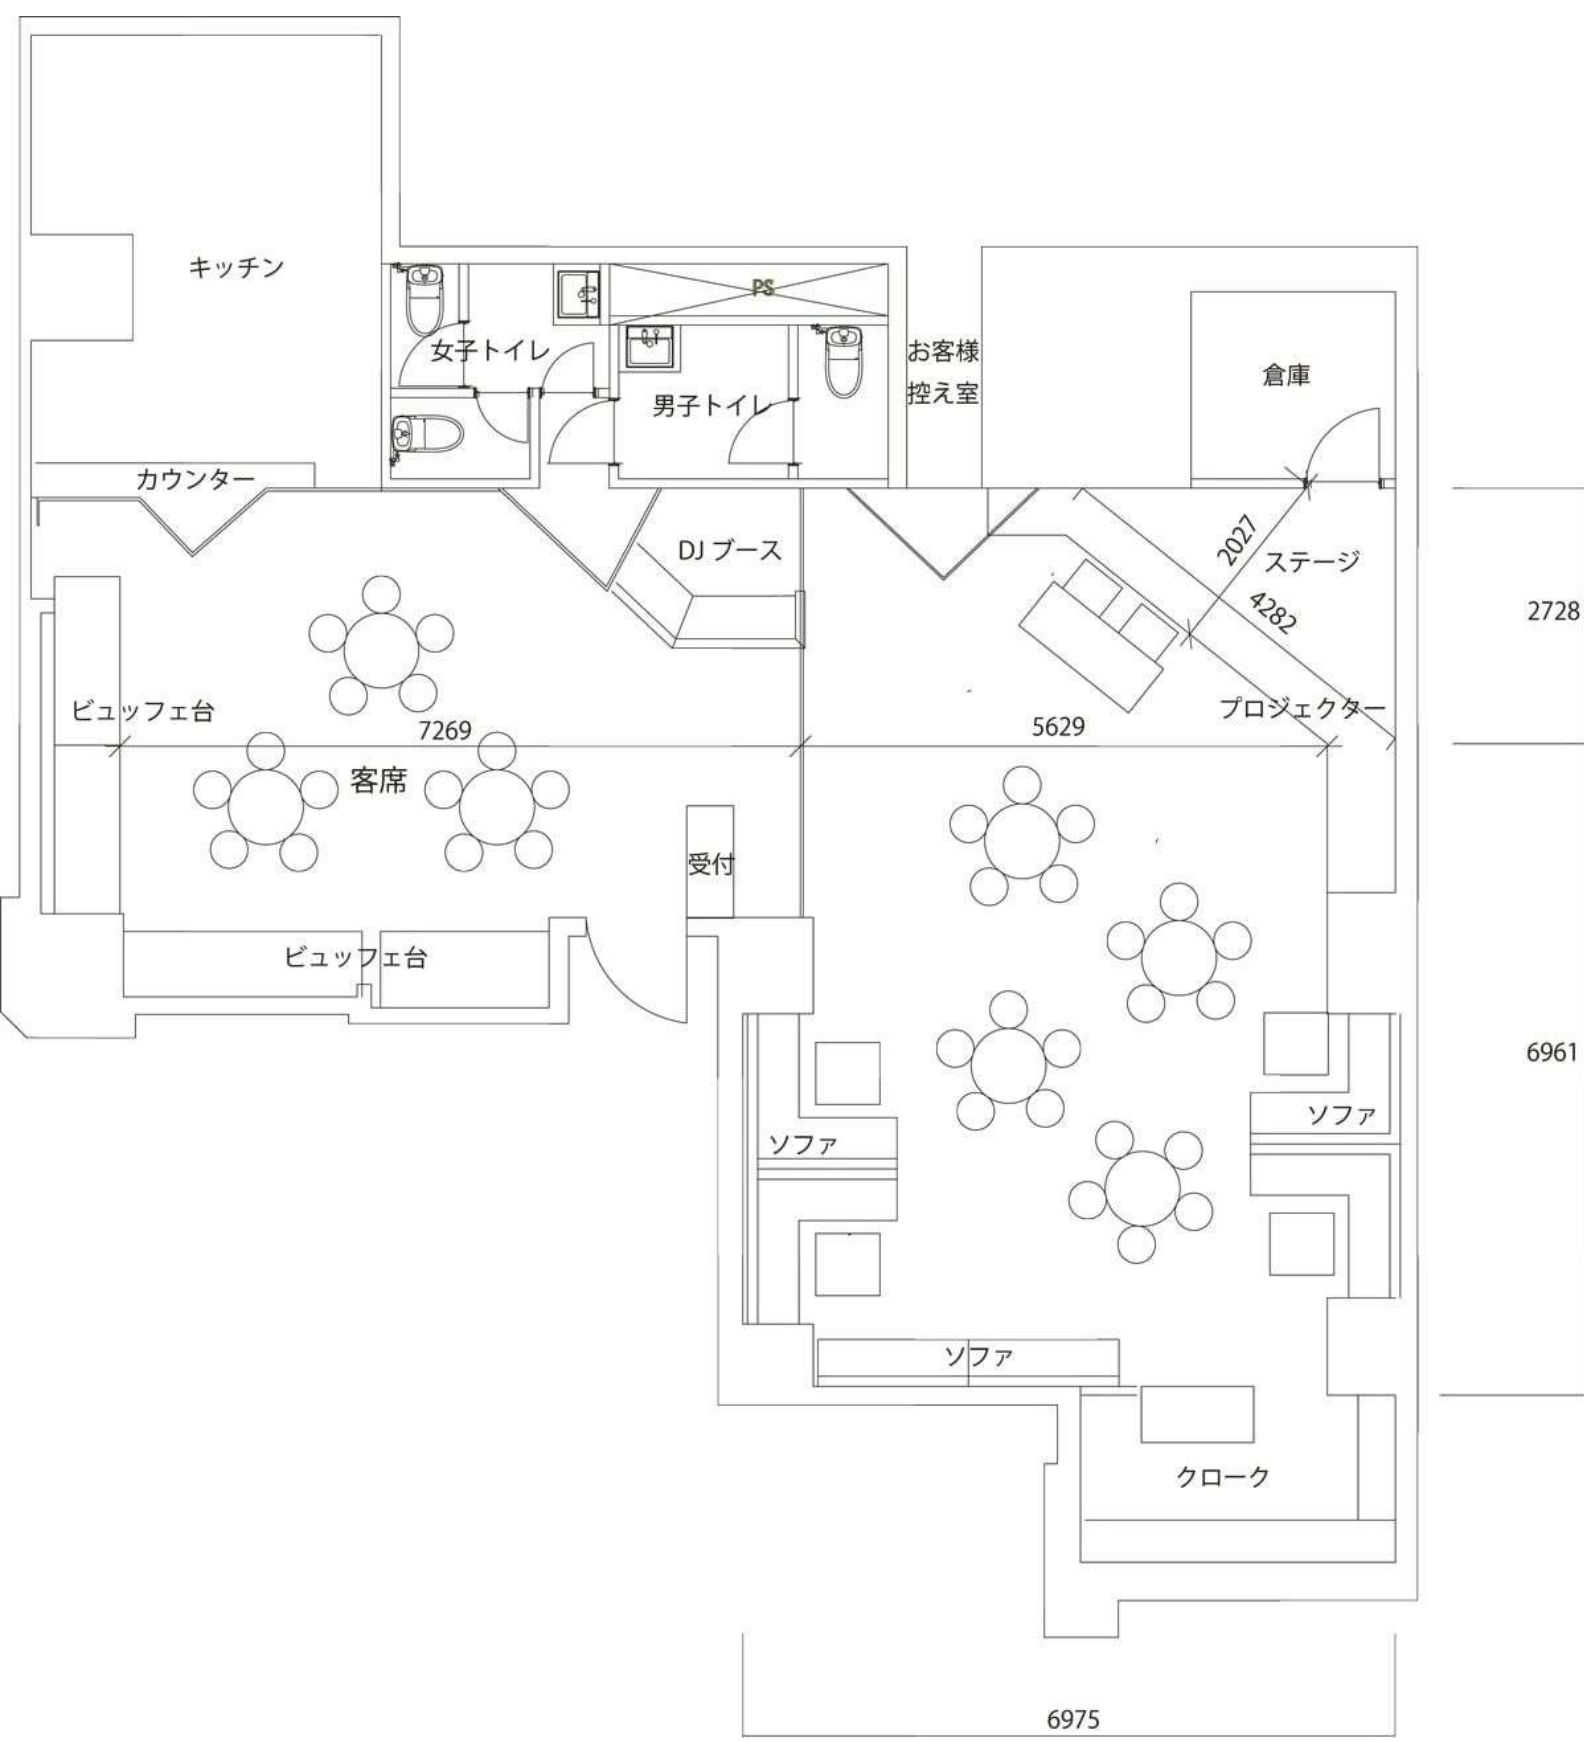 キッチン
PS
女子トイレ
お客様
控え室
倉庫
男子トイレ
カウンター
DJ ブース
2027
ステージ
4282
2728
ビュッフェ台
プロジェクター
7269
5629
客席
受付
ビュッフェ台
6961
ソファ
ソファ
ソファ
クローク
6975